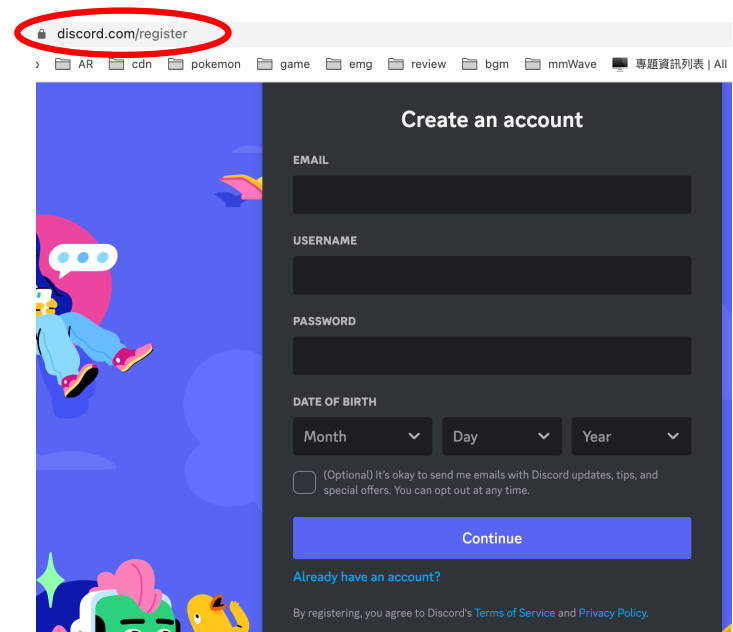 discord.com/register
AR cdn pokemon game emg review bgm mmWave 專題資訊列表 | All
Create an account
EMAIL
USERNAME
PASSWORD
DATE OF BIRTH
Month Day Year
(Optional) It's okay to send me emails with Discord updates, tips, and
special offers. You can opt out at any time.
Continue
Already have an account?
By registering, you agree to Discord's Terms of Service and Privacy Policy.